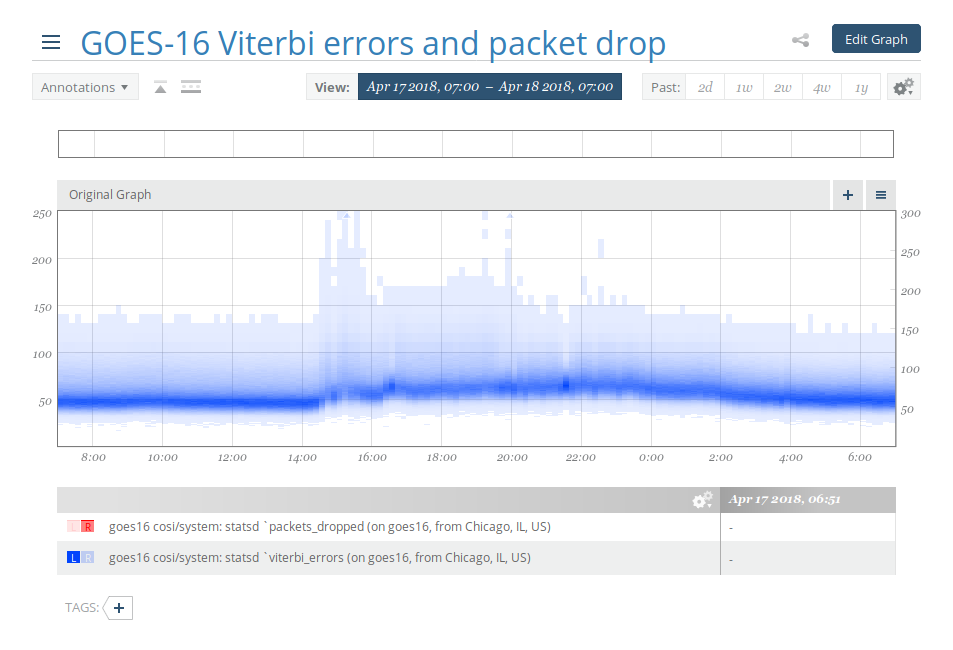 GOES-16 Viterbi errors and packet drop
Edit Graph
Annotations
View: Apr 17 2018, 07:00 – Apr 18 2018, 07:00
Past: 2d 1w 2w 4w 1y
Original Graph
250 300
200 250
150 200
100 150
50 100
50
8:00 10:00 12:00 14:00 16:00 18:00 20:00 22:00 0:00 2:00 4:00 6:00
Apr 17 2018, 06:51
L R goes16 cosi/system: statsd `packets_dropped (on goes16, from Chicago, IL, US) -
L R goes16 cosi/system: statsd `viterbi_errors (on goes16, from Chicago, IL, US) -
TAGS: +